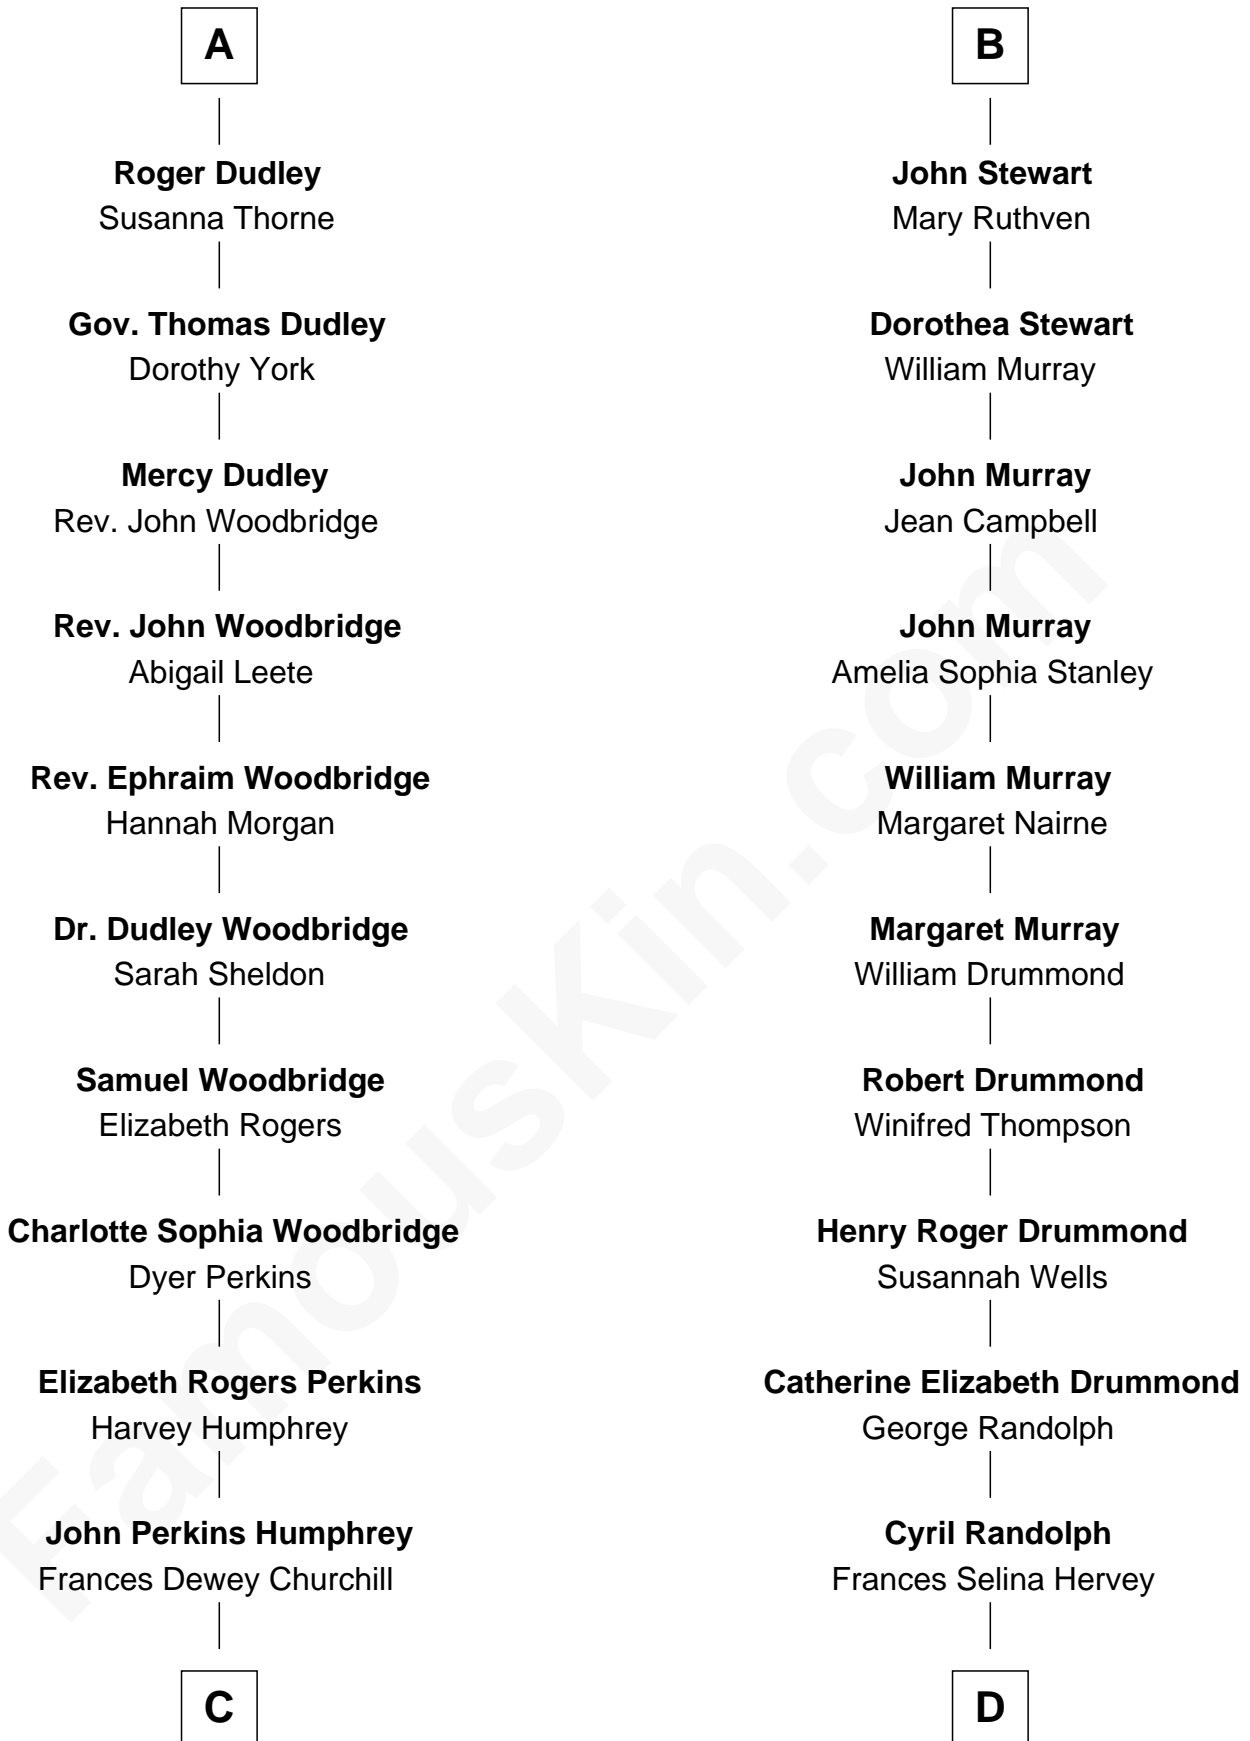 A
Roger Dudley
Susanna Thorne
Gov. Thomas Dudley
Dorothy York
Mercy Dudley
Rev. John Woodbridge
Rev. John Woodbridge
Abigail Leete
Rev. Ephraim Woodbridge
Hannah Morgan
Dr. Dudley Woodbridge
Sarah Sheldon
Samuel Woodbridge
Elizabeth Rogers
Charlotte Sophia Woodbridge
Dyer Perkins
Elizabeth Rogers Perkins
Harvey Humphrey
John Perkins Humphrey
Frances Dewey Churchill
C
B
John Stewart
Mary Ruthven
Dorothea Stewart
William Murray
John Murray
Jean Campbell
John Murray
Amelia Sophia Stanley
William Murray
Margaret Nairne
Margaret Murray
William Drummond
Robert Drummond
Winifred Thompson
Henry Roger Drummond
Susannah Wells
Catherine Elizabeth Drummond
George Randolph
Cyril Randolph
Frances Selina Hervey
D
FamousKin.com